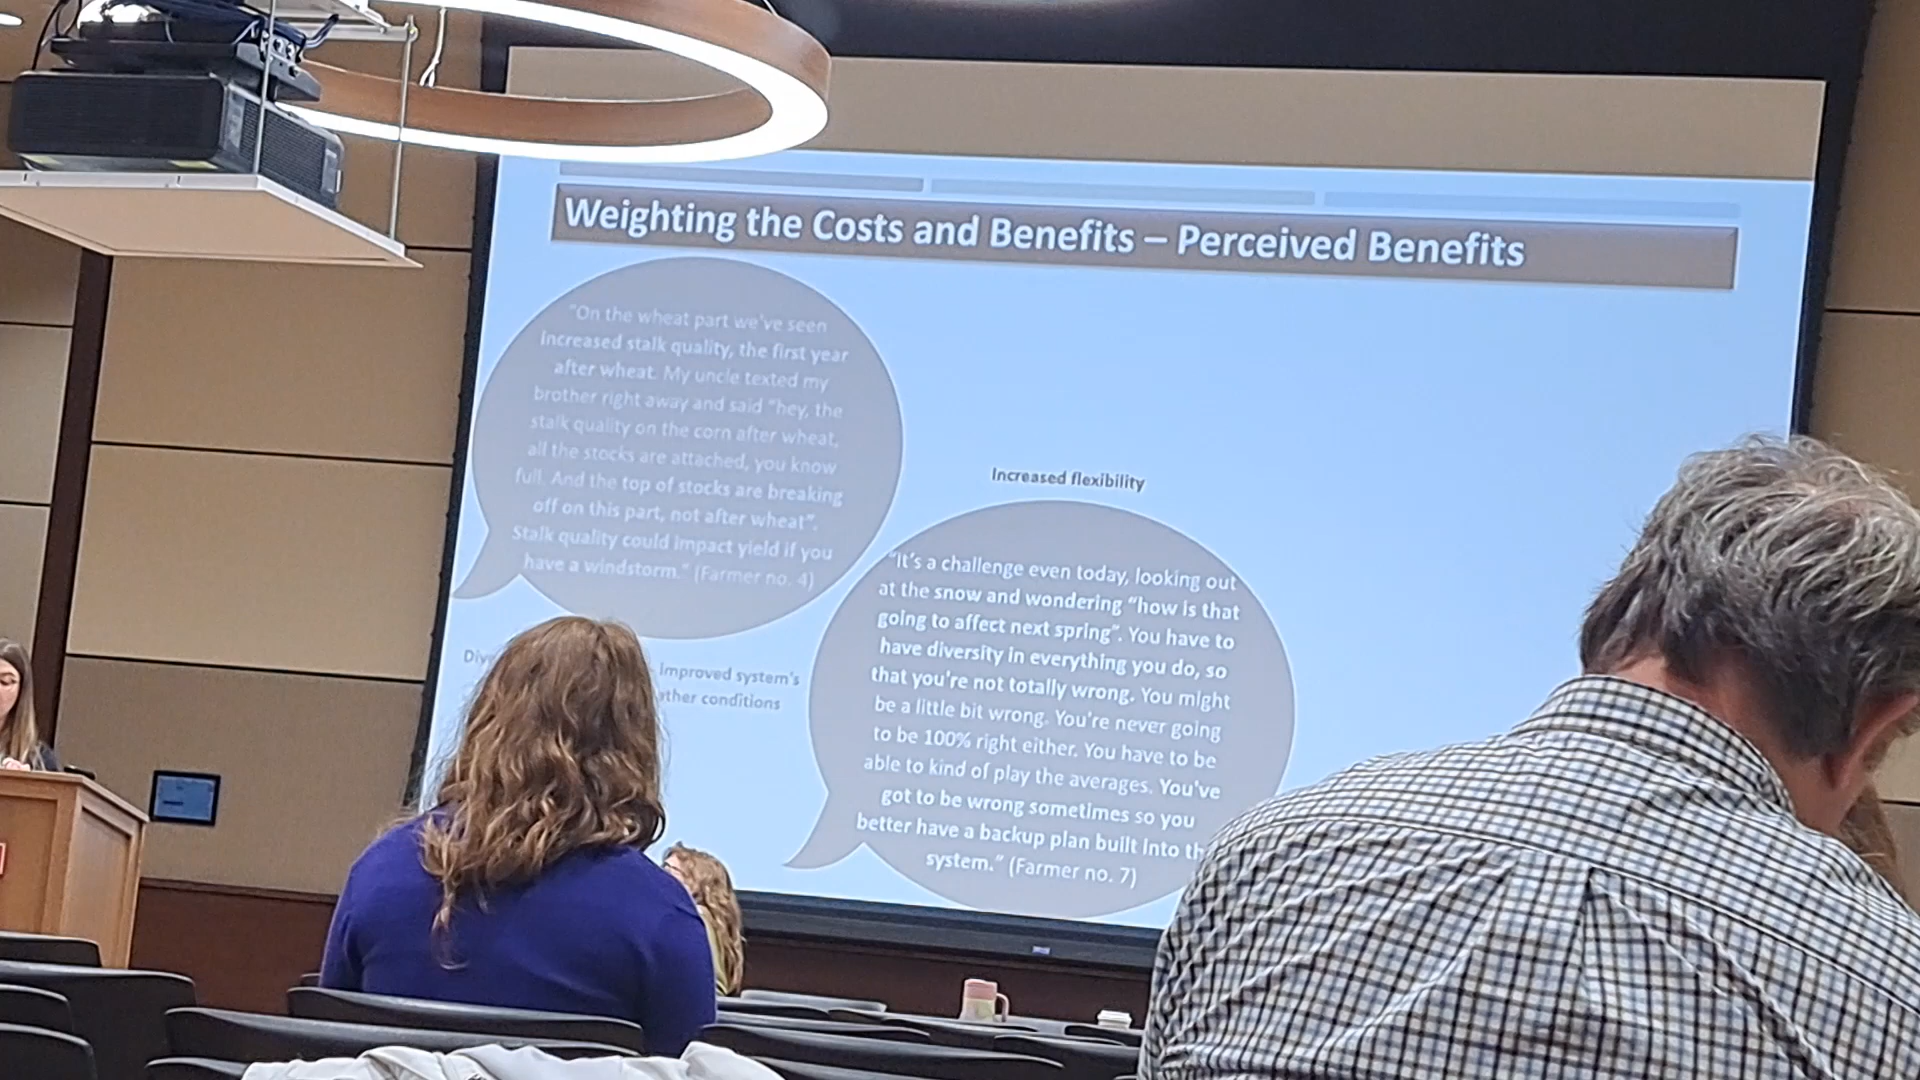 Weighting the Costs and Benefits – Perceived Benefits
"On the wheat part we've seen
increased stalk quality, the first year
after wheat. My uncle texted my
brother right away and said "hey, the
stalk quality on the corn after wheat,
all the stocks are attached, you know
full. And the top of stocks are breaking
off on this part, not after wheat".
Stalk quality could impact yield if you
have a windstorm." (Farmer no. 4)
Improved system's
conditions
Increased flexibility
"It's a challenge even today, looking out
at the snow and wondering "how is that
going to affect next spring". You have to
have diversity in everything you do, so
that you're not totally wrong. You might
be a little bit wrong. You're never going
to be 100% right either. You have to be
able to kind of play the averages. You've
got to be wrong sometimes so you
better have a backup plan built into
system." (Farmer no. 7)